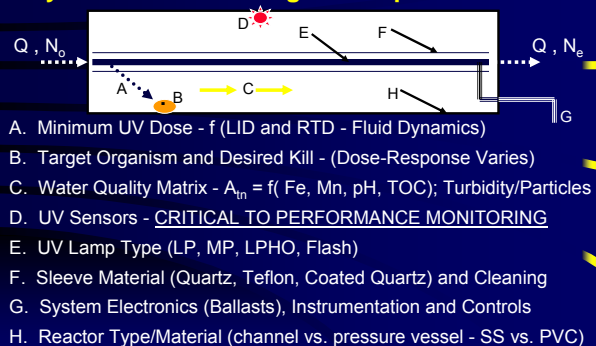 D
E
F
Q , No
Q , Ne
A
B
C
H
G
A. Minimum UV Dose - f (LID and RTD - Fluid Dynamics)
B. Target Organism and Desired Kill - (Dose-Response Varies)
C. Water Quality Matrix - Atn = f( Fe, Mn, pH, TOC); Turbidity/Particles
D. UV Sensors - CRITICAL TO PERFORMANCE MONITORING
E. UV Lamp Type (LP, MP, LPHO, Flash)
F. Sleeve Material (Quartz, Teflon, Coated Quartz) and Cleaning
G. System Electronics (Ballasts), Instrumentation and Controls
H. Reactor Type/Material (channel vs. pressure vessel - SS vs. PVC)